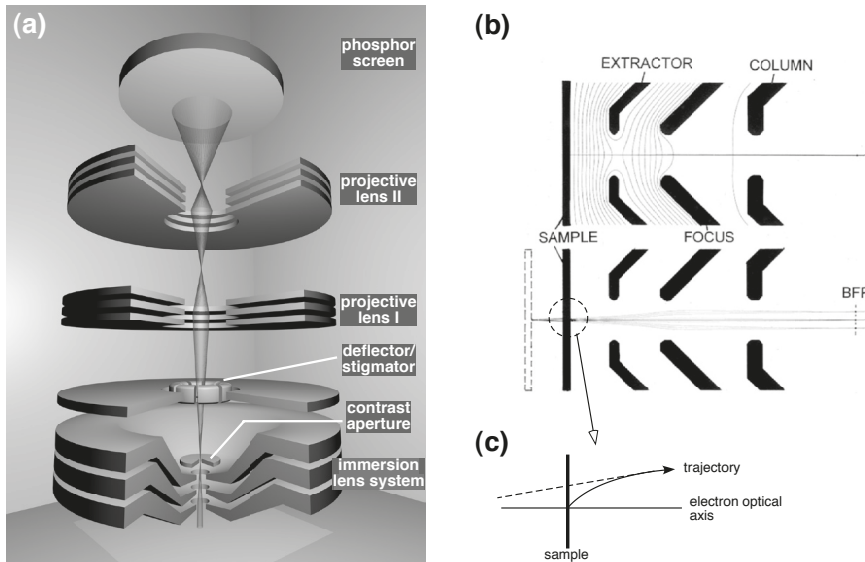 (a)
phosphor
screen
projective
lens II
projective
lens I
deflector/
stigmator
contrast
aperture
immersion
lens system
(b)
EXTRACTOR
COLUMN
SAMPLE
FOCUS
(c)
trajectory
electron optical
axis
sample